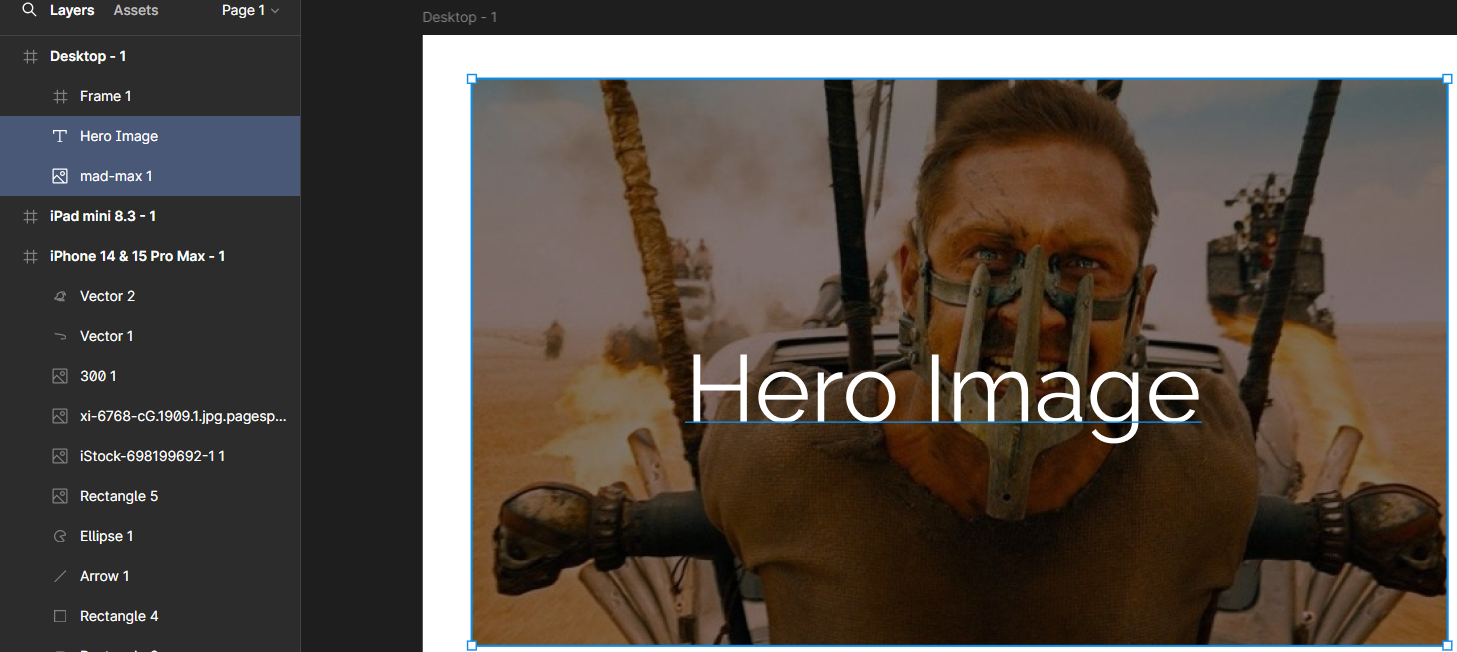 Layers Assets Page 1
Desktop - 1
Desktop - 1
Frame 1
Hero Image
mad-max 1
iPad mini 8.3 - 1
iPhone 14 & 15 Pro Max - 1
Vector 2
Vector 1
300 1
xi-6768-cG.1909.1.jpg.pagesp...
iStock-698199692-1 1
Rectangle 5
Ellipse 1
Arrow 1
Rectangle 4
Hero Image